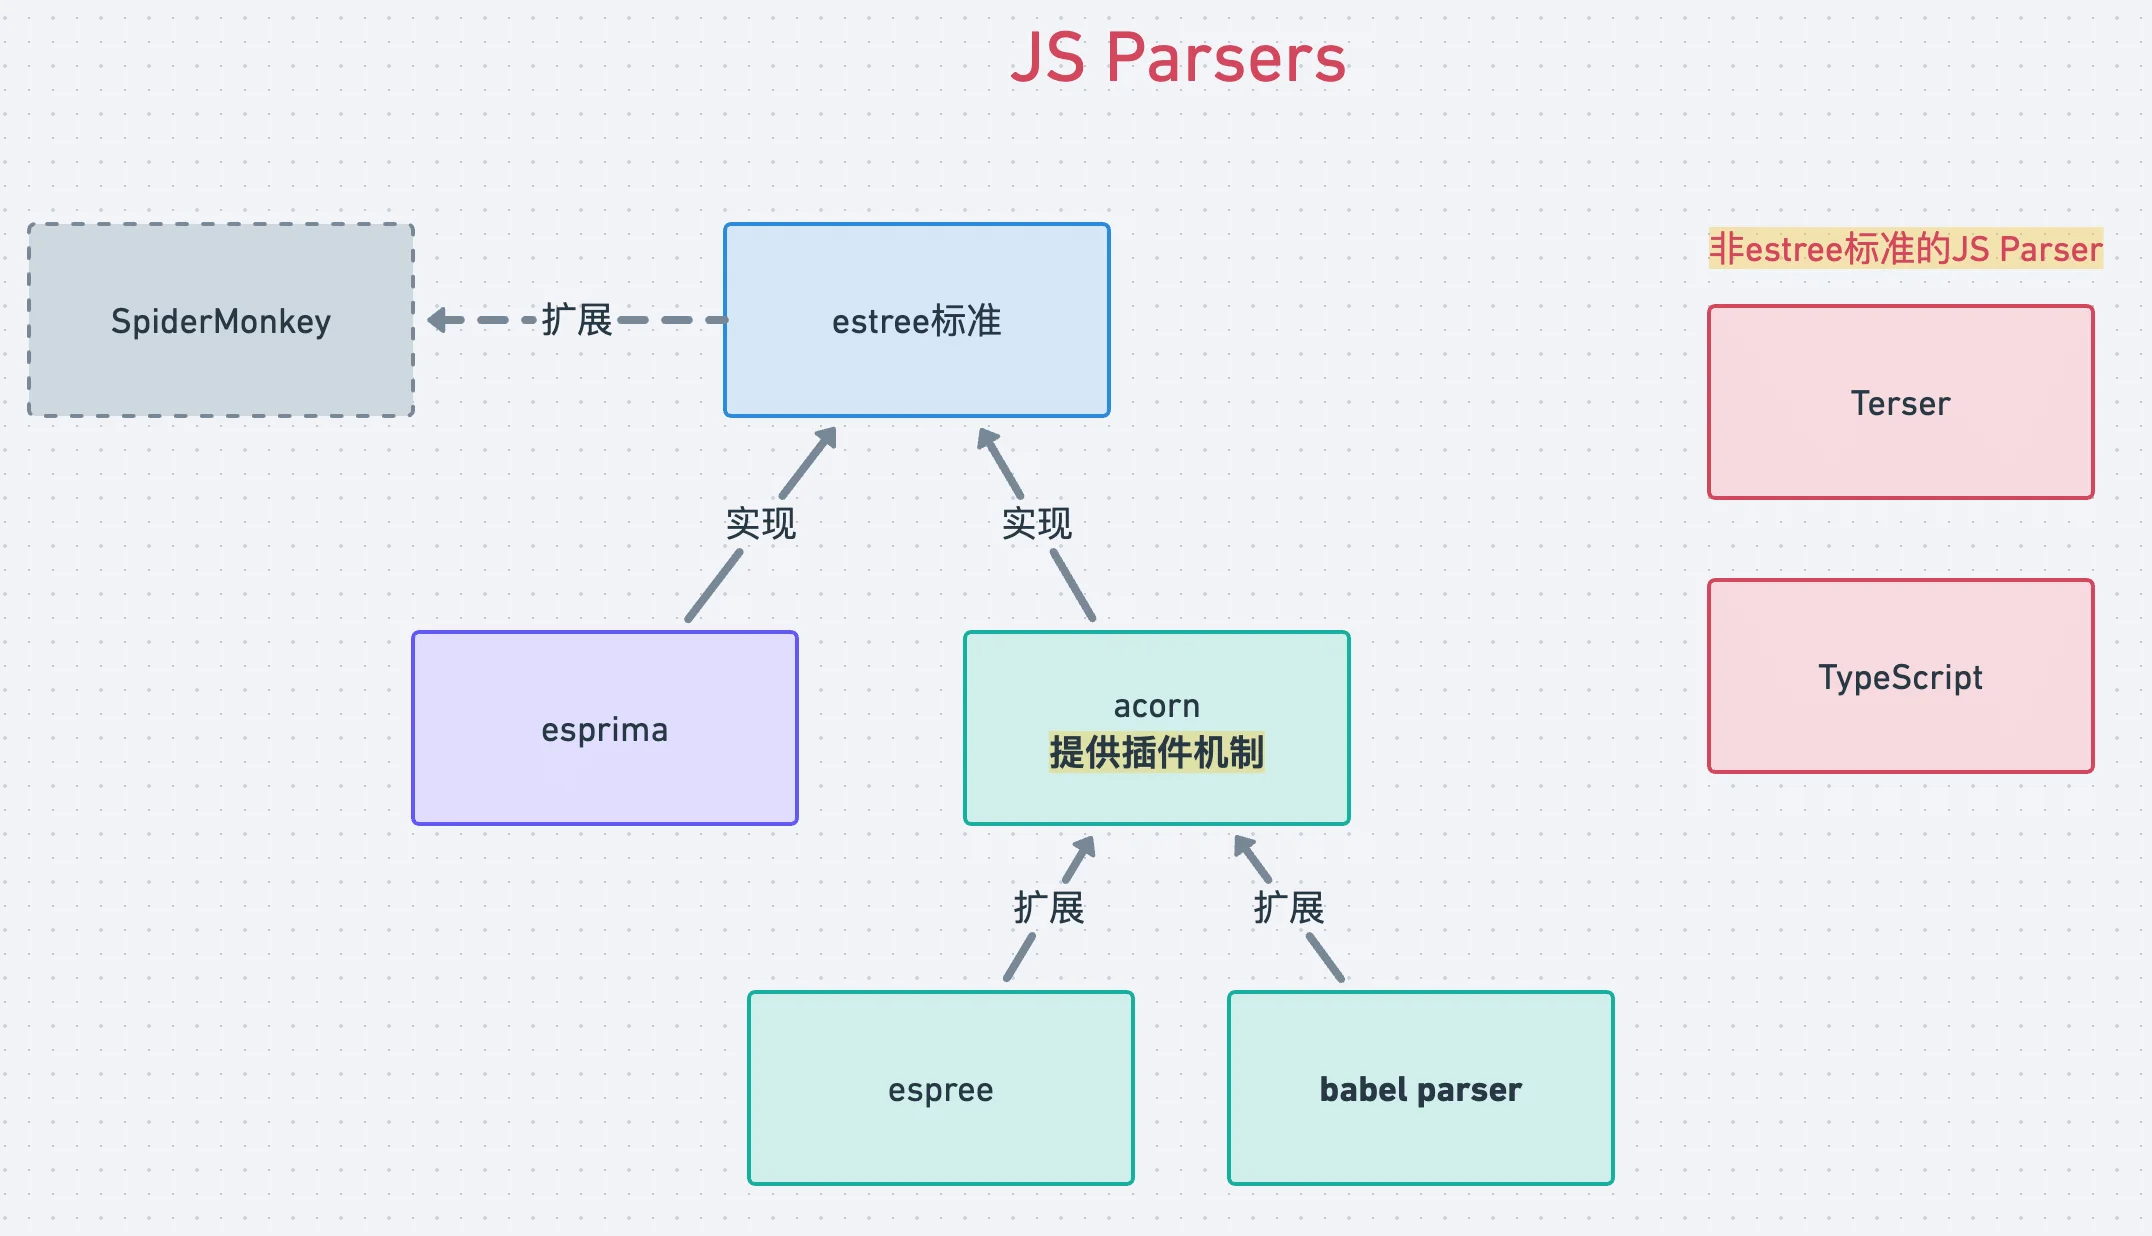 JS Parsers
SpiderMonkey
扩展
estree标准
非estree标准的JS Parser
Terser
实现
实现
esprima
acorn
提供插件机制
TypeScript
扩展
扩展
espree
babel parser